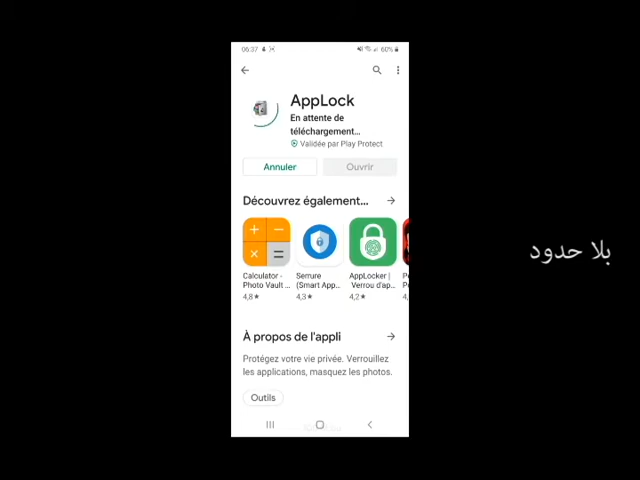 06:37
60%
AppLock
En attente de
téléchargement...
Validée par Play Protect
Annuler
Ouvrir
Découvrez également...
Calculator -
Photo Vault ...
4,8★
Serrure
(Smart App...
4,3★
AppLocker |
Verrou d'ap...
4,2★
À propos de l'appli
Protégez votre vie privée. Verrouillez
les applications, masquez les photos.
Outils
بلا حدود